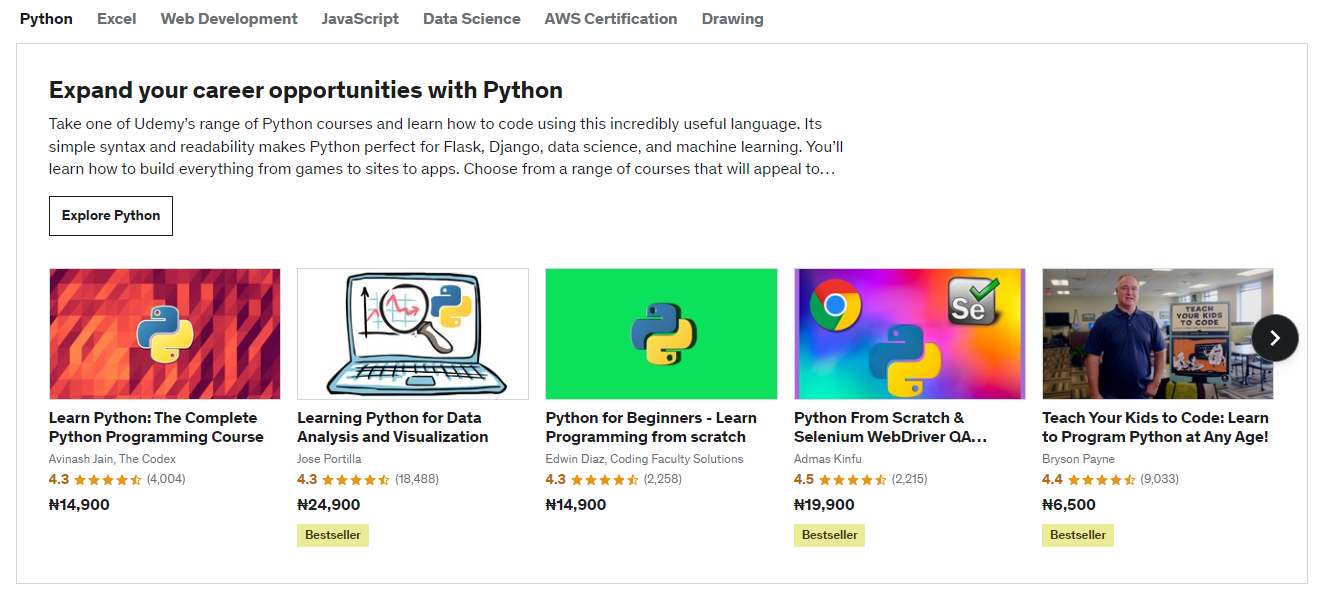 Python Excel Web Development JavaScript Data Science AWS Certification Drawing
Expand your career opportunities with Python
Take one of Udemy's range of Python courses and learn how to code using this incredibly useful language. Its
simple syntax and readability makes Python perfect for Flask, Django, data science, and machine learning. You'll
learn how to build everything from games to sites to apps. Choose from a range of courses that will appeal to…
Explore Python
Se
TEACH
YOUR KIDS
TO CODE
Learn Python: The Complete
Python Programming Course
Avinash Jain, The Codex
4.3 (4,004)
₦14,900
Learning Python for Data
Analysis and Visualization
Jose Portilla
4.3 (18,488)
₦24,900
Bestseller
Python for Beginners - Learn
Programming from scratch
Edwin Diaz, Coding Faculty Solutions
4.3 (2,258)
₦14,900
Python From Scratch &
Selenium WebDriver QA…
Admas Kinfu
4.5 (2,215)
₦19,900
Bestseller
Teach Your Kids to Code: Learn
to Program Python at Any Age!
Bryson Payne
4.4 (9,033)
₦6,500
Bestseller